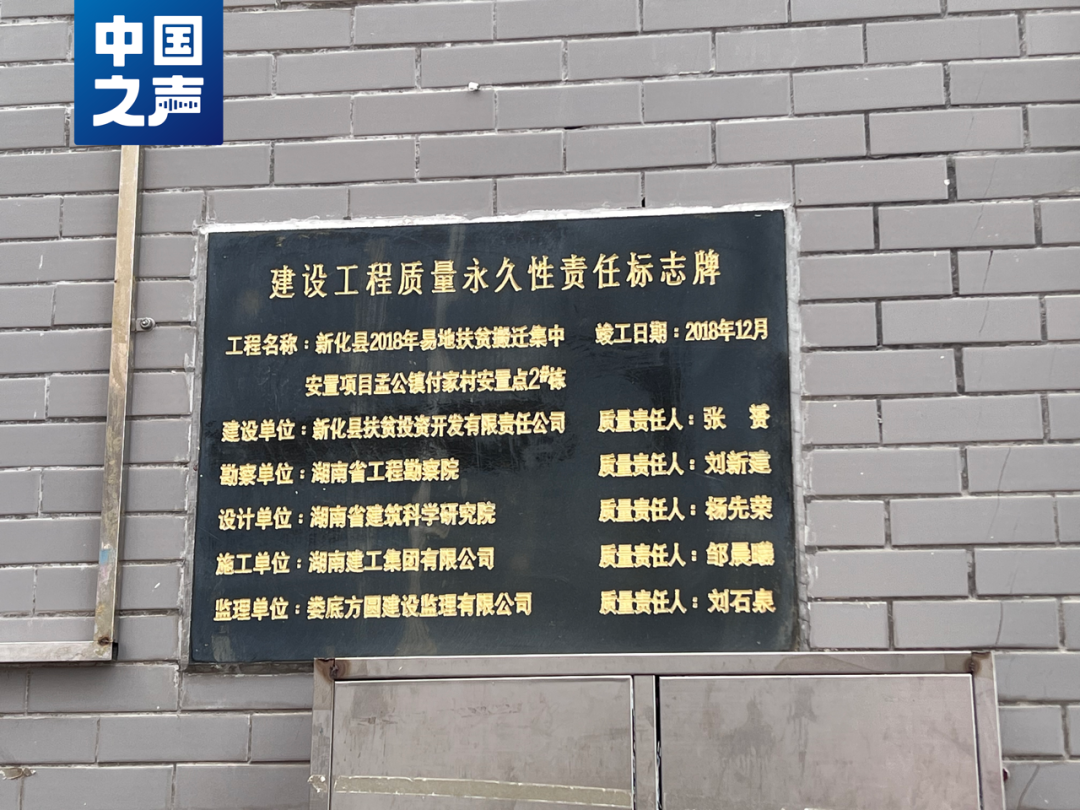 中国
之声
建设工程质量永久性责任标志牌
工程名称：新化县2018年易地扶贫搬迁集中 竣工日期：2018年12月
安置项目孟公镇付家村安置点2#栋
建设单位：新化县扶贫投资开发有限责任公司 质量责任人：张 赟
勘察单位：湖南省工程勘察院 质量责任人：刘新建
设计单位：湖南省建筑科学研究院 质量责任人：杨先荣
施工单位：湖南建工集团有限公司 质量责任人：邹晨曦
监理单位：娄底方圆建设监理有限公司 质量责任人：刘石泉